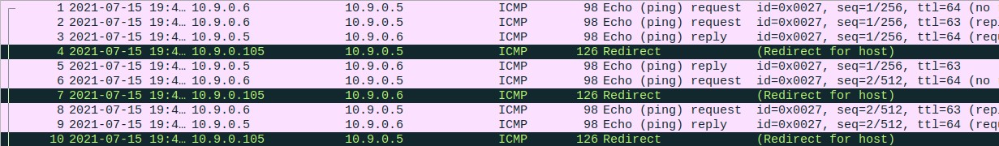 1 2021-07-15 19:4… 10.9.0.6 10.9.0.5 ICMP 98 Echo (ping) request id=0x0027, seq=1/256, ttl=64 (no
2 2021-07-15 19:4… 10.9.0.6 10.9.0.5 ICMP 98 Echo (ping) request id=0x0027, seq=1/256, ttl=63 (repl
3 2021-07-15 19:4… 10.9.0.5 10.9.0.6 ICMP 98 Echo (ping) reply id=0x0027, seq=1/256, ttl=64 (requ
4 2021-07-15 19:4… 10.9.0.105 10.9.0.5 ICMP 126 Redirect (Redirect for host)
5 2021-07-15 19:4… 10.9.0.5 10.9.0.6 ICMP 98 Echo (ping) reply id=0x0027, seq=1/256, ttl=63
6 2021-07-15 19:4… 10.9.0.6 10.9.0.5 ICMP 98 Echo (ping) request id=0x0027, seq=2/512, ttl=64 (no
7 2021-07-15 19:4… 10.9.0.105 10.9.0.6 ICMP 126 Redirect (Redirect for host)
8 2021-07-15 19:4… 10.9.0.6 10.9.0.5 ICMP 98 Echo (ping) request id=0x0027, seq=2/512, ttl=63 (repl
9 2021-07-15 19:4… 10.9.0.5 10.9.0.6 ICMP 98 Echo (ping) reply id=0x0027, seq=2/512, ttl=64 (requ
10 2021-07-15 19:4… 10.9.0.105 10.9.0.5 ICMP 126 Redirect (Redirect for host)